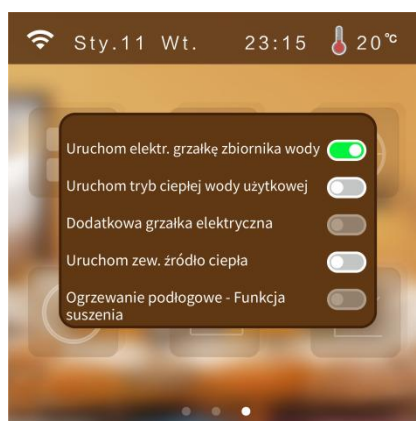 Sty.11 Wt. 23:15 20°C
Uruchom elektr. grzałkę zbiornika wody
Uruchom tryb ciepłej wody użytkowej
Dodatkowa grzałka elektryczna
Uruchom zew. źródło ciepła
Ogrzewanie podłogowe - Funkcja
suszenia